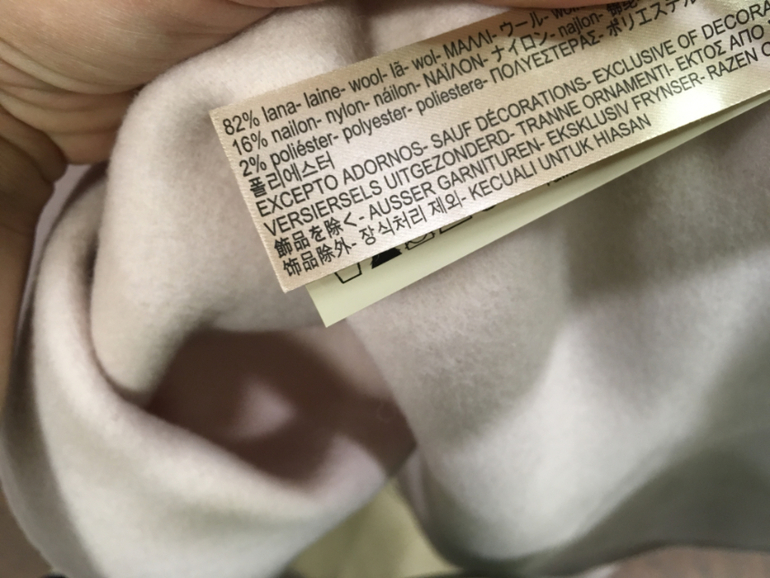 82% lana- laine- wool- lã- wol- ΜΑΛΛΙ- ウール-
16% nailon- nylon- náilon- ΝΑΪΛΟΝ- ナイロン- najlon-
2% poliéster- polyester- poliestere- ΠΟΛΥΕΣΤΕΡΑΣ- ポリエステル-
폴리에스터
EXCEPTO ADORNOS- SAUF DÉCORATIONS- EXCLUSIVE OF
VERSIERSELS UITGEZONDERD- TRANNE ORNAMENTI- ΕΚΤΟΣ ΑΠΟ
飾品を除く- AUSSER GARNITUREN- EKSKLUSIV FRYNSER- RAZEN
饰品除外- 장식처리 제외- KECUALI UNTUK HIASAN